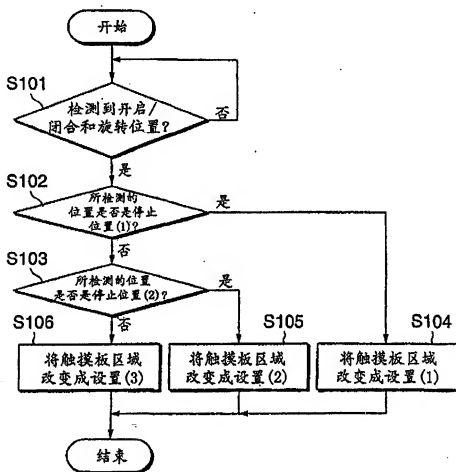 开始
S101
检测到开启/
闭合和旋转位置?
否
是
S102
所检测的
位置是否是停止
位置(1)?
是
否
S103
所检测的位置
是否是停止位置(2)?
是
否
S106
将触摸板区域
改变成设置(3)
S105
将触摸板区域
改变成设置(2)
S104
将触摸板区域
改变成设置(1)
结束